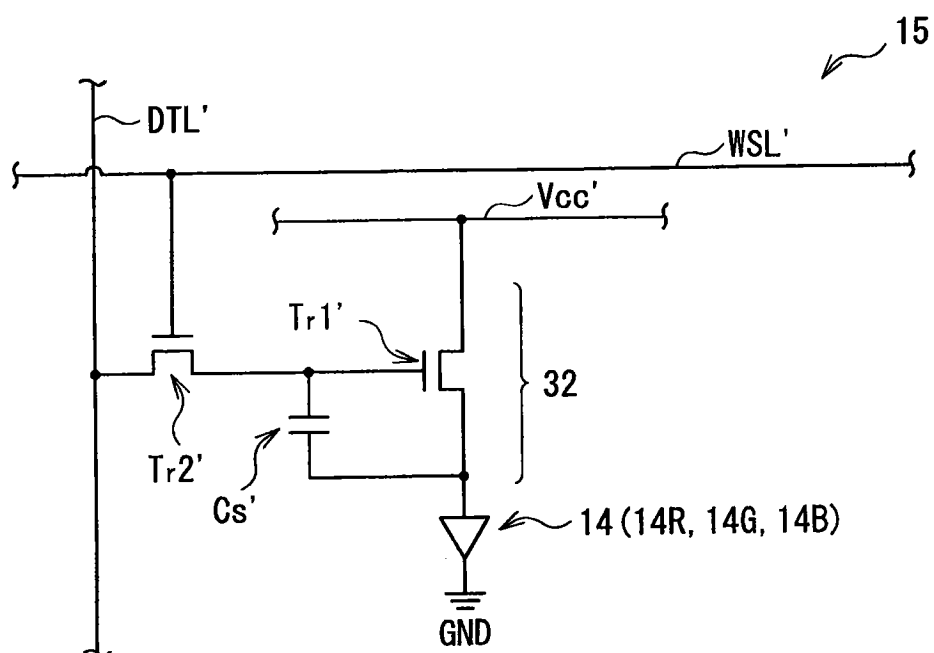 15
DTL'
WSL'
Vcc'
Tr1'
32
Tr2'
Cs'
14(14R, 14G, 14B)
GND